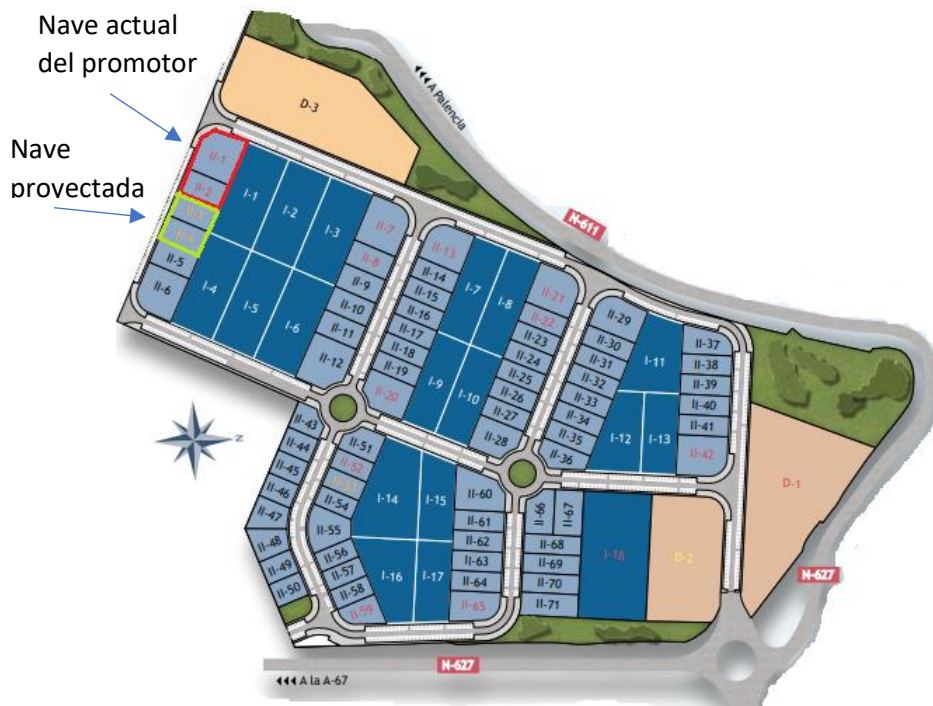 Nave actual
del promotor
Nave
proyectada
A Palencia
D-3
N-611
II-1
II-2
II-3
II-4
II-5
II-6
I-1
I-2
I-3
I-4
I-5
I-6
II-7
II-8
II-9
II-10
II-11
II-12
II-13
II-14
II-15
II-16
II-17
II-18
II-19
II-20
I-7
I-8
I-9
I-10
II-21
II-22
II-23
II-24
II-25
II-26
II-27
II-28
II-29
II-30
II-31
II-32
II-33
II-34
II-35
II-36
I-11
I-12
I-13
II-37
II-38
II-39
II-40
II-41
II-42
N
II-43
II-44
II-45
II-46
II-47
II-48
II-49
II-50
II-51
II-52
II-53
II-54
II-55
II-56
II-57
II-58
II-59
I-14
I-15
I-16
I-17
II-60
II-61
II-62
II-63
II-64
II-65
II-66
II-67
II-68
II-69
II-70
II-71
I-18
D-2
D-1
N-627
N-627
A la A-67